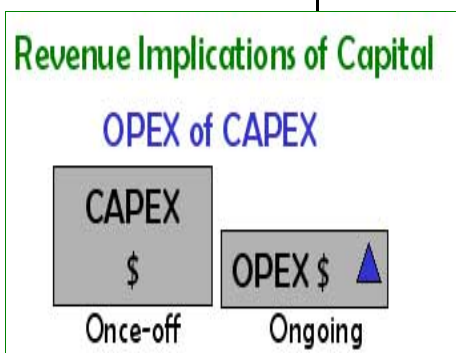 Revenue Implications of Capital
OPEX of CAPEX
CAPEX
$
OPEX $
Once-off
Ongoing